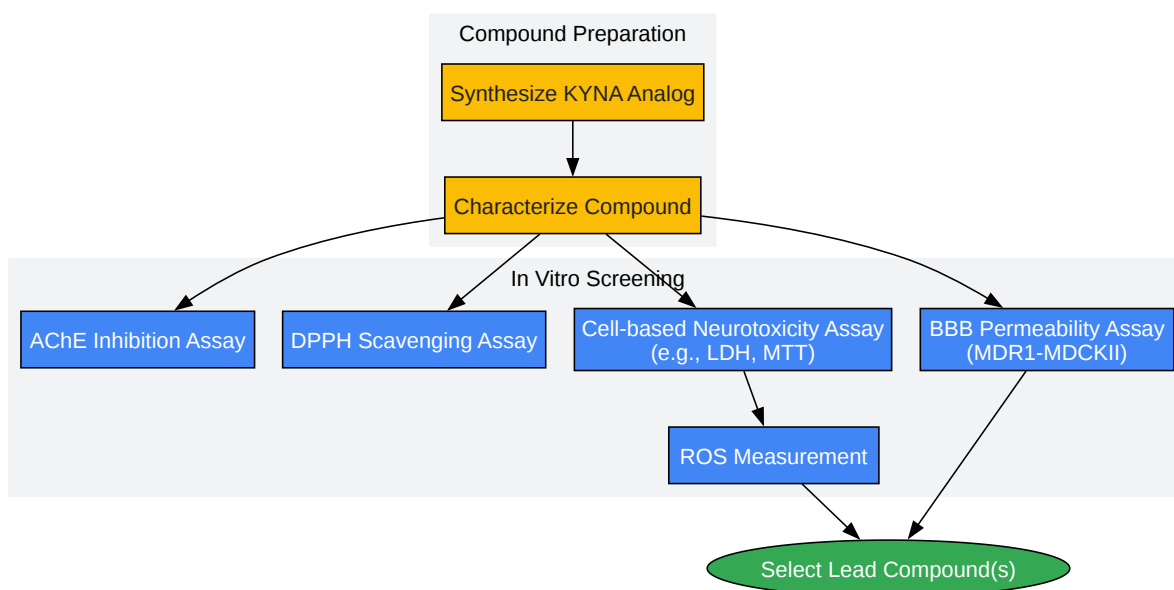 Compound Preparation
Synthesize KYNA Analog
Characterize Compound
In Vitro Screening
AChE Inhibition Assay
DPPH Scavenging Assay
Cell-based Neurotoxicity Assay
(e.g., LDH, MTT)
BBB Permeability Assay
(MDR1-MDCKII)
ROS Measurement
Select Lead Compound(s)